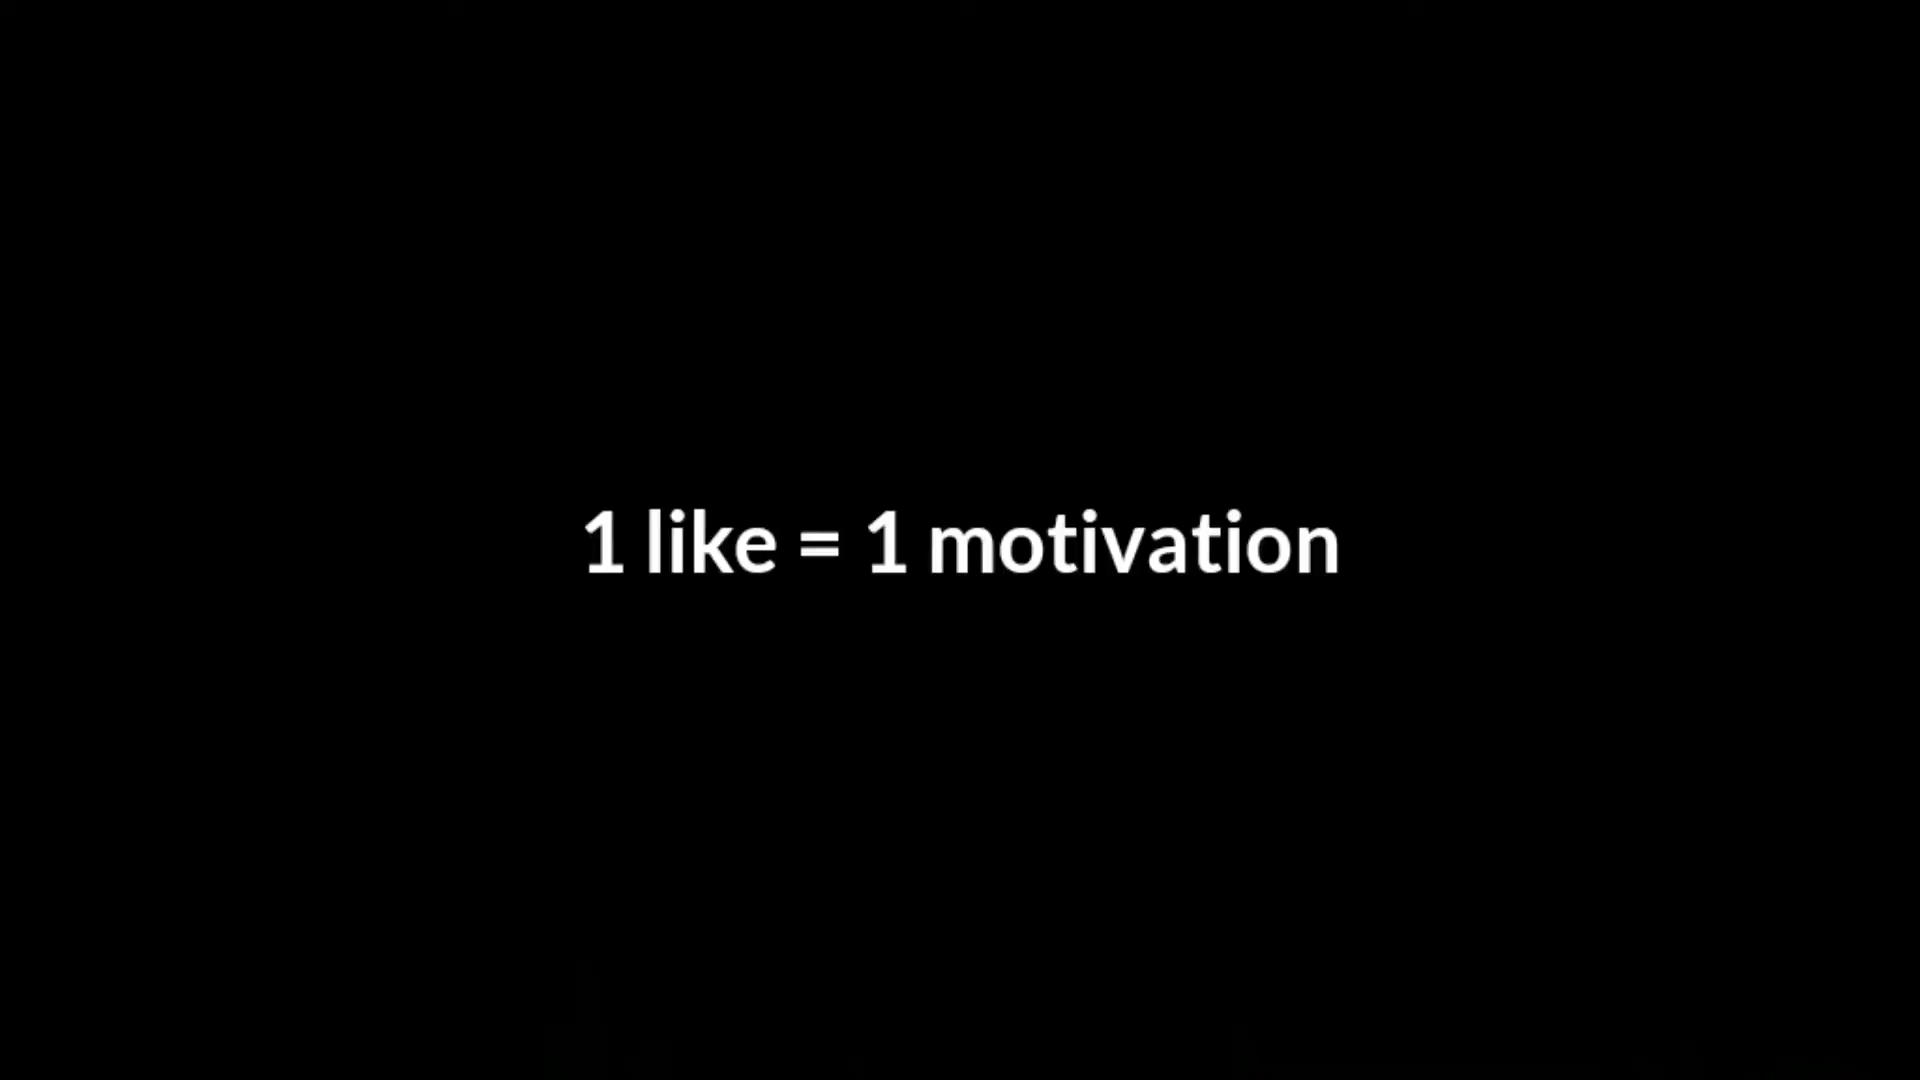 1 like = 1 motivation